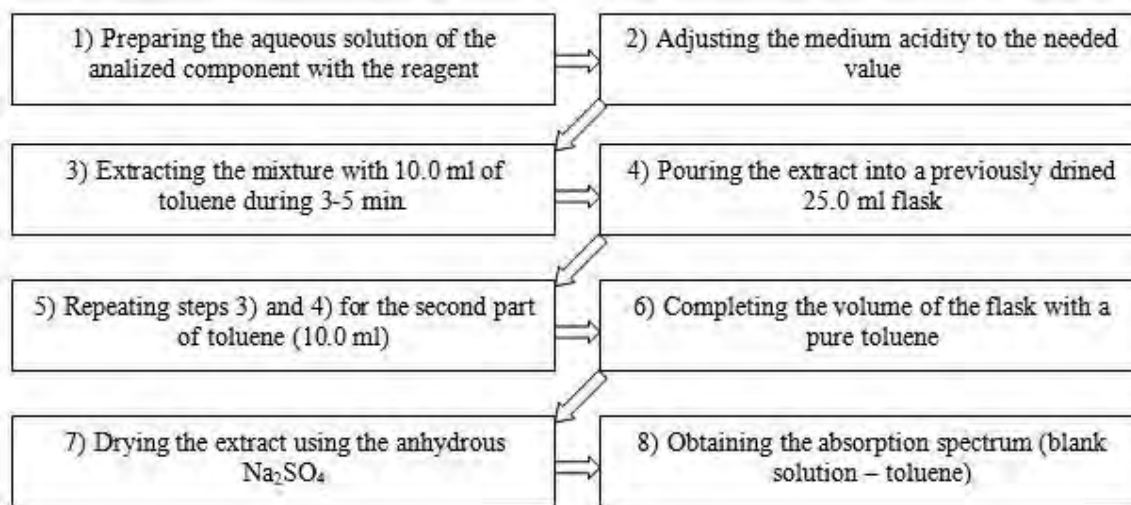 1) Preparing the aqueous solution of the
analized component with the reagent
2) Adjusting the medium acidity to the needed
value
3) Extracting the mixture with 10.0 ml of
toluene during 3-5 min.
4) Pouring the extract into a previously drined
25.0 ml flask
5) Repeating steps 3) and 4) for the second part
of toluene (10.0 ml)
6) Completing the volume of the flask with a
pure toluene
7) Drying the extract using the anhydrous
Na₂SO₄
8) Obtaining the absorption spectrum (blank
solution – toluene)